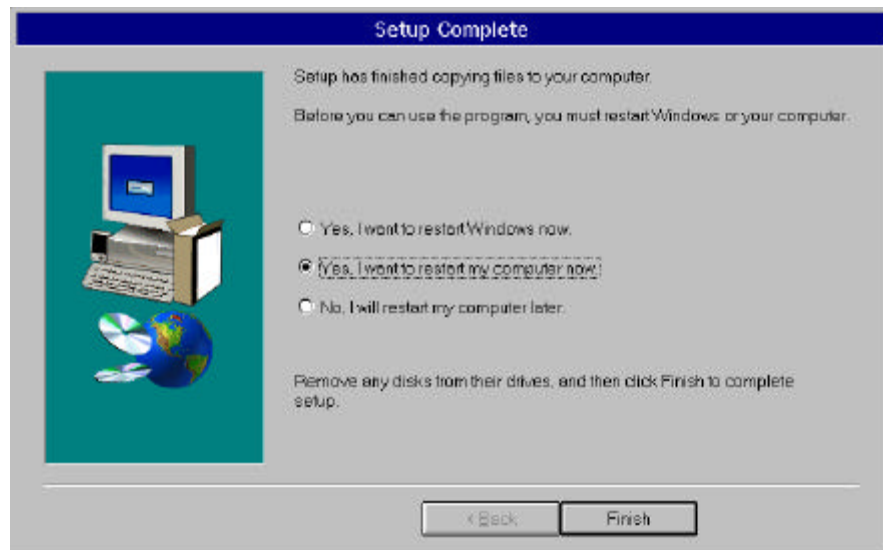 Setup Complete
Setup has finished copying files to your computer.
Before you can use the program, you must restart Windows or your computer.
Yes, I want to restart Windows now.
Yes, I want to restart my computer now.
No, I will restart my computer later.
Remove any disks from their drives, and then click Finish to complete
setup.
< Back
Finish